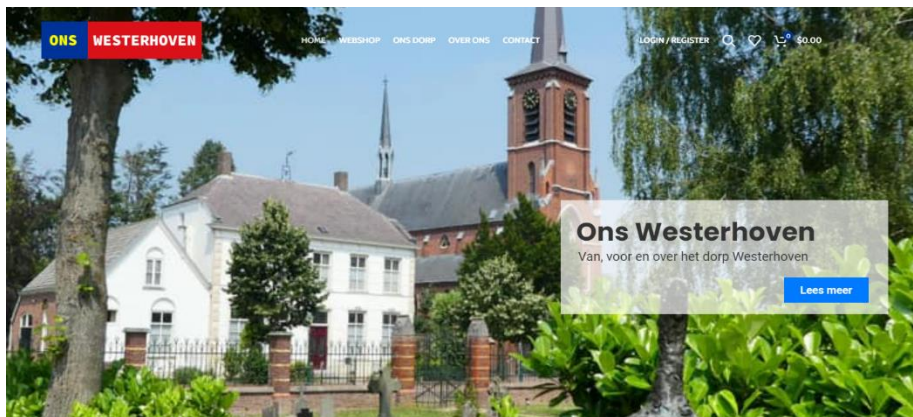 ONS WESTERHOVEN
HOME WEBSHOP ONS DORP OVER ONS CONTACT
LOGIN / REGISTER 0 $0.00
Ons Westerhoven
Van, voor en over het dorp Westerhoven
Lees meer